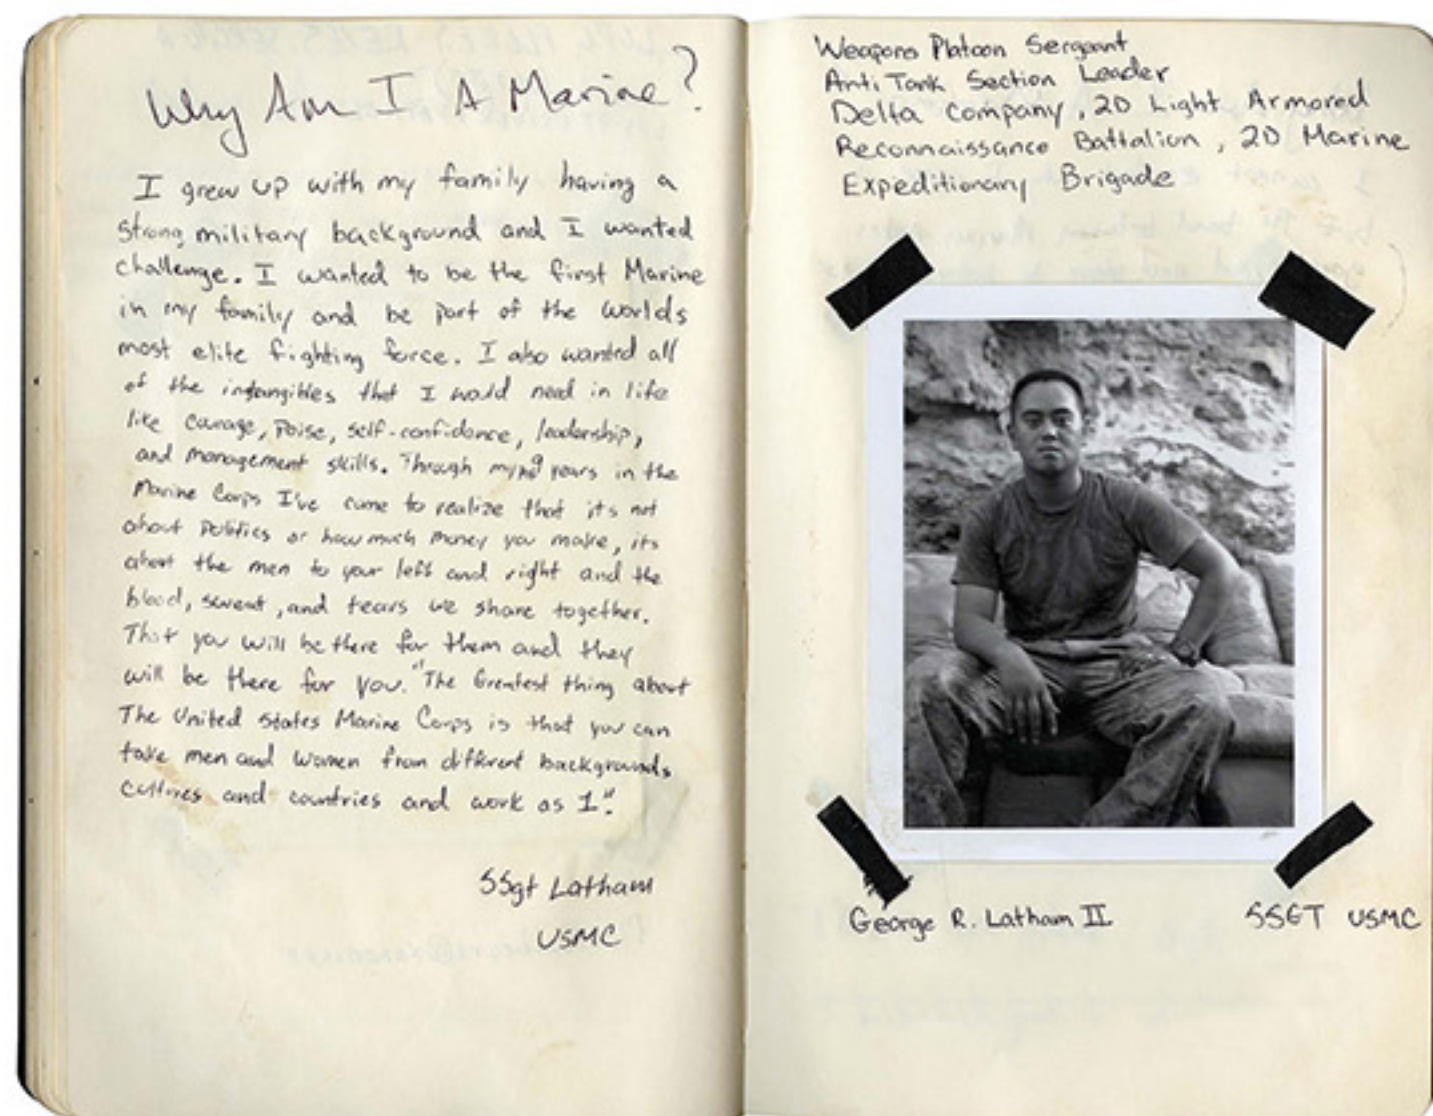 Why Am I A Marine?
I grew up with my family having a
strong military background and I wanted
challenge. I wanted to be the first Marine
in my family and be part of the worlds
most elite fighting force. I also wanted all
of the intangibles that I would need in life
like courage, poise, self-confidence, leadership,
and management skills. Through my 9 years in the
Marine Corps I've come to realize that its not
about politics or how much money you make, its
about the men to your left and right and the
blood, sweat, and tears we share together.
That you will be there for them and they
will be there for you. "The Greatest thing about
The United States Marine Corps is that you can
take men and women from different backgrounds
cultures and countries and work as 1".
SSgt Latham
USMC
Weapons Platoon Sergeant
Anti Tank Section Leader
Delta Company, 2D Light Armored
Reconnaissance Battalion, 2D Marine
Expeditionary Brigade
George R. Latham II SSGT USMC